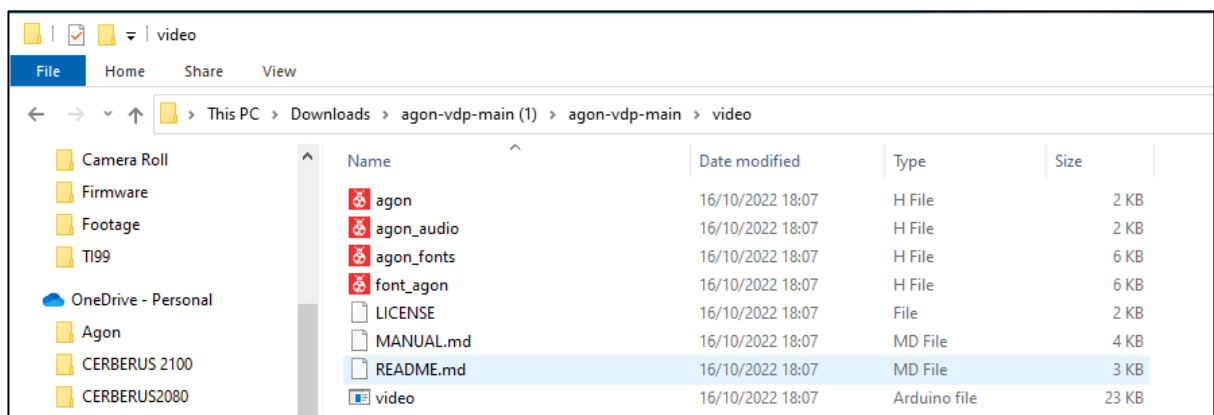 video
File Home Share View
This PC > Downloads > agon-vdp-main (1) > agon-vdp-main > video
Camera Roll
Firmware
Footage
TI99
OneDrive - Personal
Agon
CERBERUS 2100
CERBERUS2080
Name Date modified Type Size
agon 16/10/2022 18:07 H File 2 KB
agon_audio 16/10/2022 18:07 H File 2 KB
agon_fonts 16/10/2022 18:07 H File 6 KB
font_agon 16/10/2022 18:07 H File 6 KB
LICENSE 16/10/2022 18:07 File 2 KB
MANUAL.md 16/10/2022 18:07 MD File 4 KB
README.md 16/10/2022 18:07 MD File 3 KB
video 16/10/2022 18:07 Arduino file 23 KB